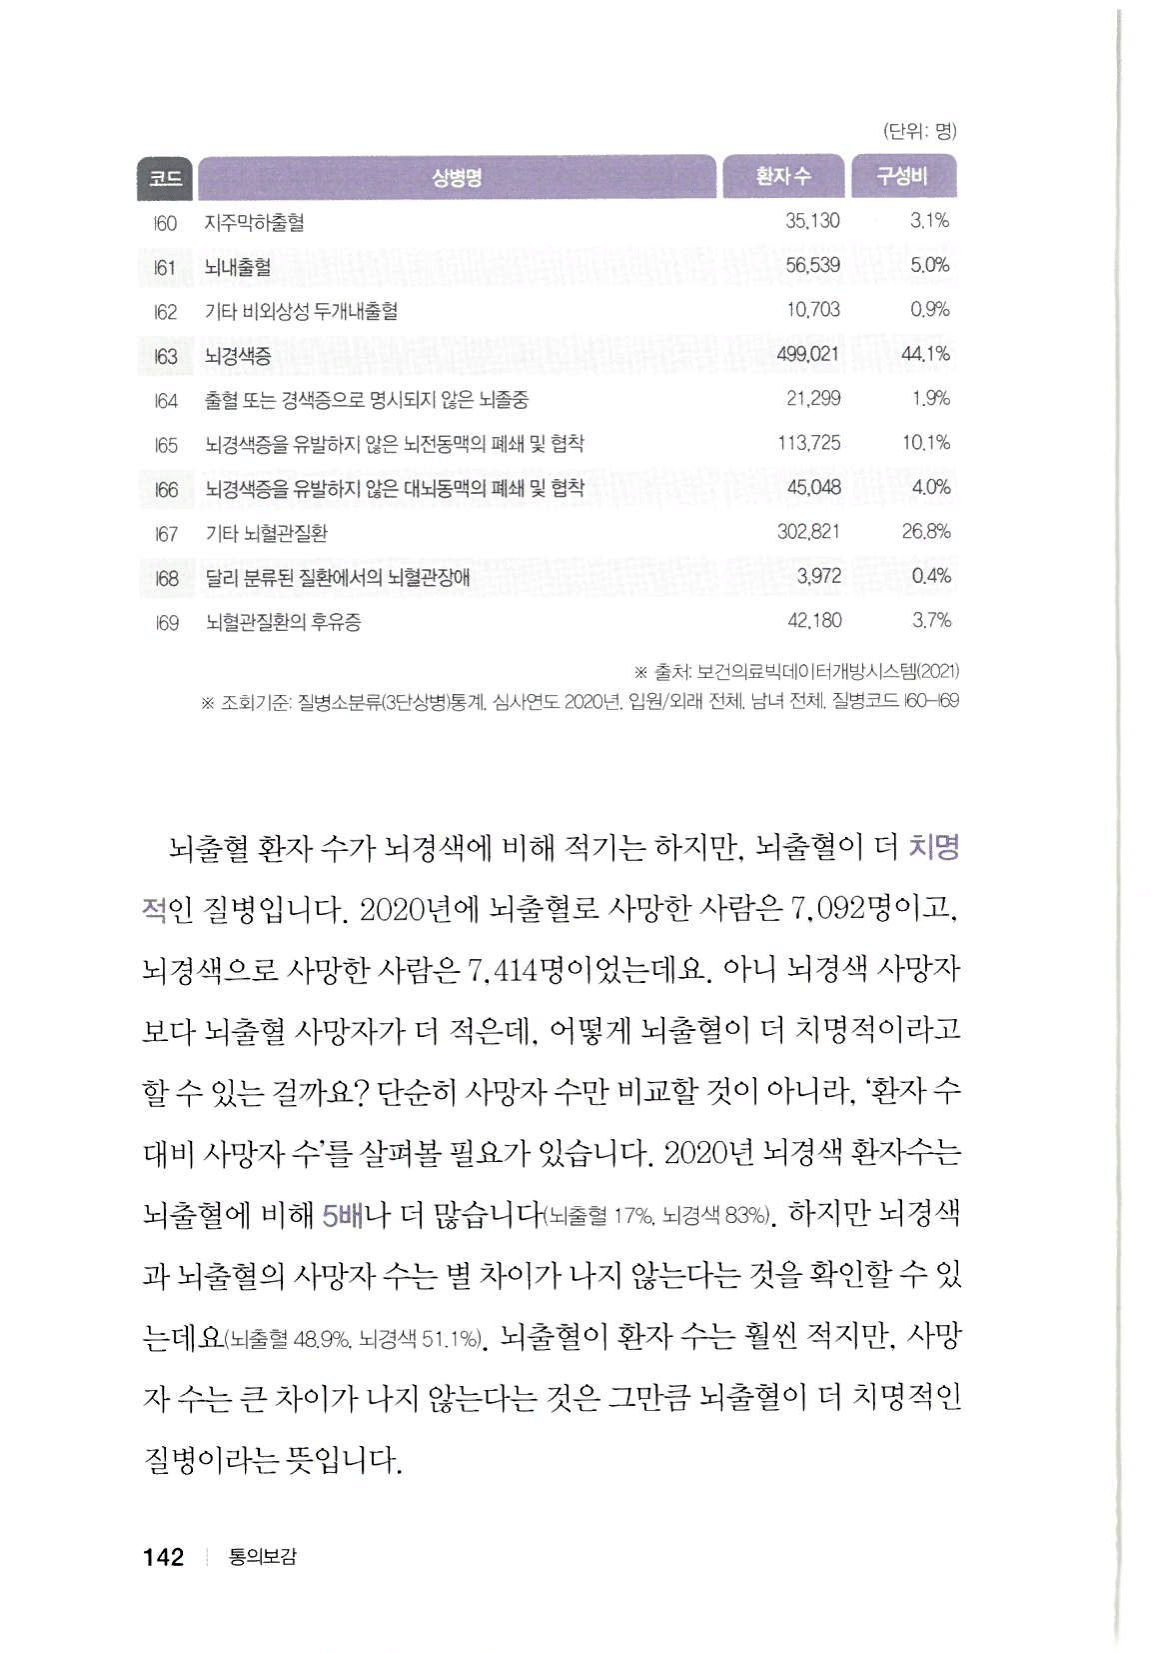 (단위: 명)
코드 상병명 환자 수 구성비
I60 지주막하출혈 35,130 3.1%
I61 뇌내출혈 56,539 5.0%
I62 기타 비외상성 두개내출혈 10,703 0.9%
I63 뇌경색증 499,021 44.1%
I64 출혈 또는 경색증으로 명시되지 않은 뇌졸중 21,299 1.9%
I65 뇌경색증을 유발하지 않은 뇌전동맥의 폐쇄 및 협착 113,725 10.1%
I66 뇌경색증을 유발하지 않은 대뇌동맥의 폐쇄 및 협착 45,048 4.0%
I67 기타 뇌혈관질환 302,821 26.8%
I68 달리 분류된 질환에서의 뇌혈관장애 3,972 0.4%
I69 뇌혈관질환의 후유증 42,180 3.7%
※ 출처: 보건의료빅데이터개방시스템(2021)
※ 조회기준: 질병소분류(3단상병)통계, 심사연도 2020년, 입원/외래 전체, 남녀 전체, 질병코드 I60-I69
뇌출혈 환자 수가 뇌경색에 비해 적기는 하지만, 뇌출혈이 더 치명
적인 질병입니다. 2020년에 뇌출혈로 사망한 사람은 7,092명이고,
뇌경색으로 사망한 사람은 7,414명이었는데요. 아니 뇌경색 사망자
보다 뇌출혈 사망자가 더 적은데, 어떻게 뇌출혈이 더 치명적이라고
할 수 있는 걸까요? 단순히 사망자 수만 비교할 것이 아니라, '환자 수
대비 사망자 수'를 살펴볼 필요가 있습니다. 2020년 뇌경색 환자수는
뇌출혈에 비해 5배나 더 많습니다(뇌출혈 17%, 뇌경색 83%). 하지만 뇌경색
과 뇌출혈의 사망자 수는 별 차이가 나지 않는다는 것을 확인할 수 있
는데요(뇌출혈 48.9%, 뇌경색 51.1%). 뇌출혈이 환자 수는 훨씬 적지만, 사망
자 수는 큰 차이가 나지 않는다는 것은 그만큼 뇌출혈이 더 치명적인
질병이라는 뜻입니다.
142 | 통의보감